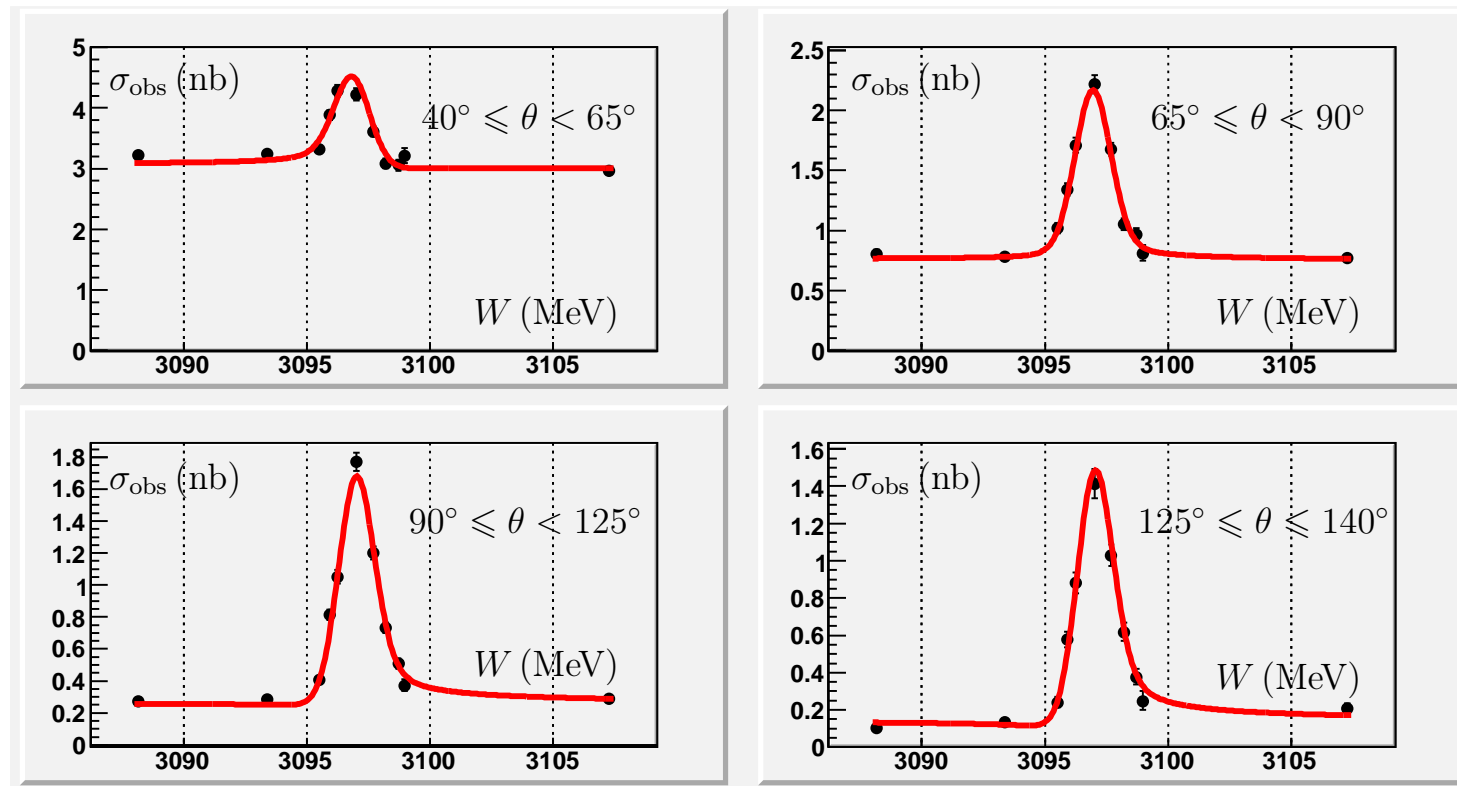 5
σobs (nb)
4
40° ⩽ θ < 65°
3
2
1
W (MeV)
0
3090 3095 3100 3105
2.5
σobs (nb)
2
65° ⩽ θ < 90°
1.5
1
0.5
W (MeV)
0
3090 3095 3100 3105
1.8
σobs (nb)
1.6
1.4
90° ⩽ θ < 125°
1.2
1
0.8
0.6
W (MeV)
0.4
0.2
0
3090 3095 3100 3105
1.6
σobs (nb)
1.4
1.2
125° ⩽ θ ⩽ 140°
1
0.8
0.6
0.4
W (MeV)
0.2
0
3090 3095 3100 3105